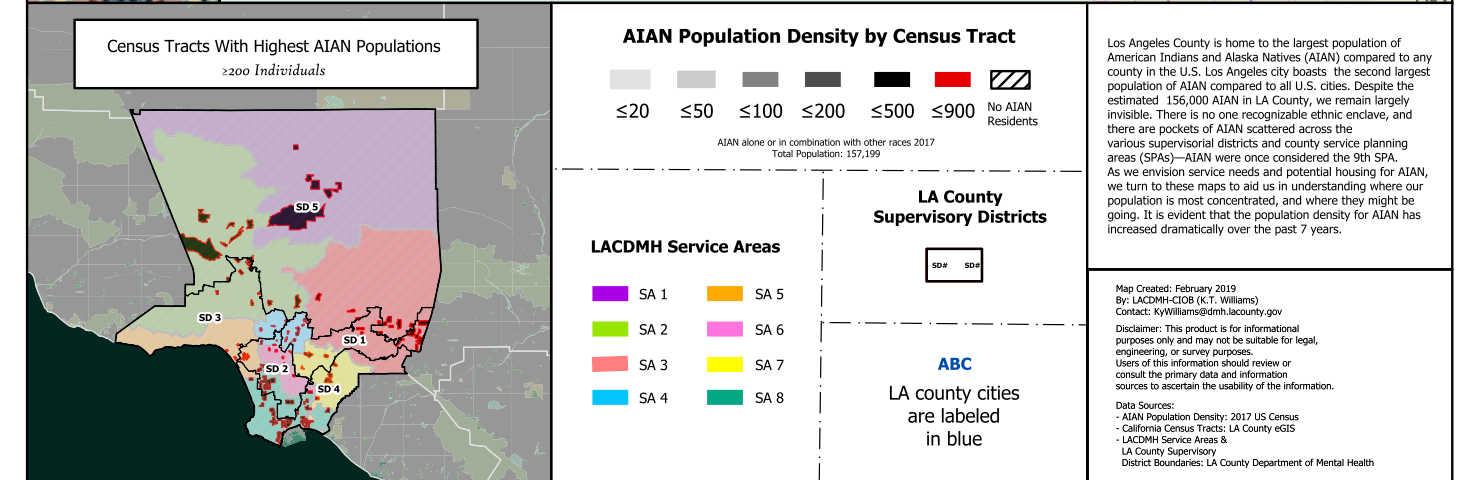 Census Tracts With Highest AIAN Populations
≥200 Individuals
SD 5
SD 3
SD 1
SD 2
SD 4
AIAN Population Density by Census Tract
≤20
≤50
≤100
≤200
≤500
≤900
No AIAN
Residents
AIAN alone or in combination with other races 2017
Total Population: 157,199
LACDMH Service Areas
SA 1
SA 5
SA 2
SA 6
SA 3
SA 7
SA 4
SA 8
LA County
Supervisory Districts
SD#
SD#
ABC
LA county cities
are labeled
in blue
Los Angeles County is home to the largest population of
American Indians and Alaska Natives (AIAN) compared to any
county in the U.S. Los Angeles city boasts the second largest
population of AIAN compared to all U.S. cities. Despite the
estimated 156,000 AIAN in LA County, we remain largely
invisible. There is no one recognizable ethnic enclave, and
there are pockets of AIAN scattered across the
various supervisorial districts and county service planning
areas (SPAs)—AIAN were once considered the 9th SPA.
As we envision service needs and potential housing for AIAN,
we turn to these maps to aid us in understanding where our
population is most concentrated, and where they might be
going. It is evident that the population density for AIAN has
increased dramatically over the past 7 years.
Map Created: February 2019
By: LACDMH-CIOB (K.T. Williams)
Contact: KyWilliams@dmh.lacounty.gov
Disclaimer: This product is for informational
purposes only and may not be suitable for legal,
engineering, or survey purposes.
Users of this information should review or
consult the primary data and information
sources to ascertain the usability of the information.
Data Sources:
- AIAN Population Density: 2017 US Census
- California Census Tracts: LA County eGIS
- LACDMH Service Areas &
LA County Supervisory
District Boundaries: LA County Department of Mental Health